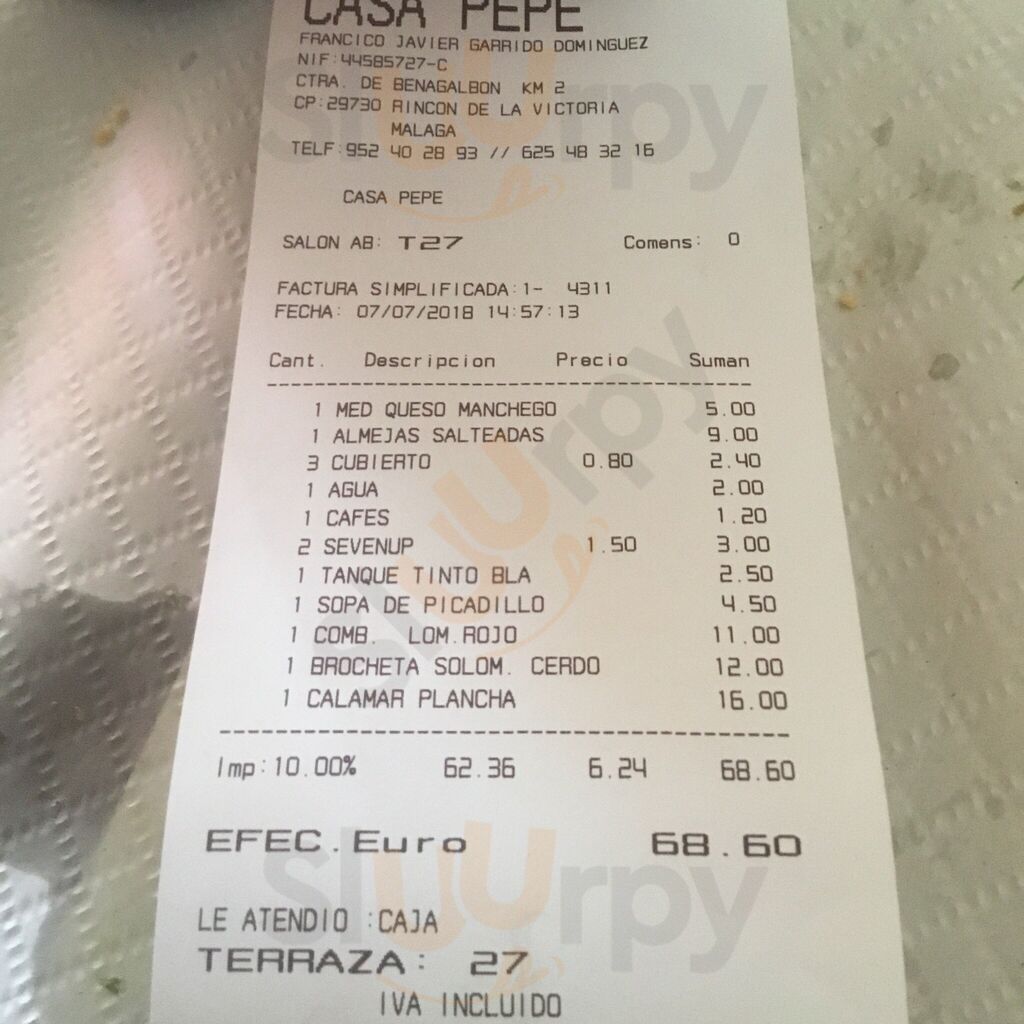 CASA PEPE
FRANCICO JAVIER GARRIDO DOMINGUEZ
NIF:44585727-C
CTRA. DE BENAGALBON KM 2
CP:29730 RINCON DE LA VICTORIA
MALAGA
TELF:952 40 28 93 // 625 48 32 16
CASA PEPE
SALON AB: T27 Comens: 0
FACTURA SIMPLIFICADA:1- 4311
FECHA: 07/07/2018 14:57:13
Cant. Descripcion Precio Suman
1 MED QUESO MANCHEGO 5.00
1 ALMEJAS SALTEADAS 9.00
3 CUBIERTO 0.80 2.40
1 AGUA 2.00
1 CAFES 1.20
2 SEVENUP 1.50 3.00
1 TANQUE TINTO BLA 2.50
1 SOPA DE PICADILLO 4.50
1 COMB. LOM.ROJO 11.00
1 BROCHETA SOLOM. CERDO 12.00
1 CALAMAR PLANCHA 16.00
Imp:10.00% 62.36 6.24 68.60
EFEC.Euro 68.60
LE ATENDIO :CAJA
TERRAZA: 27
IVA INCLUIDO
sluurpy
sluurpy
sluurpy